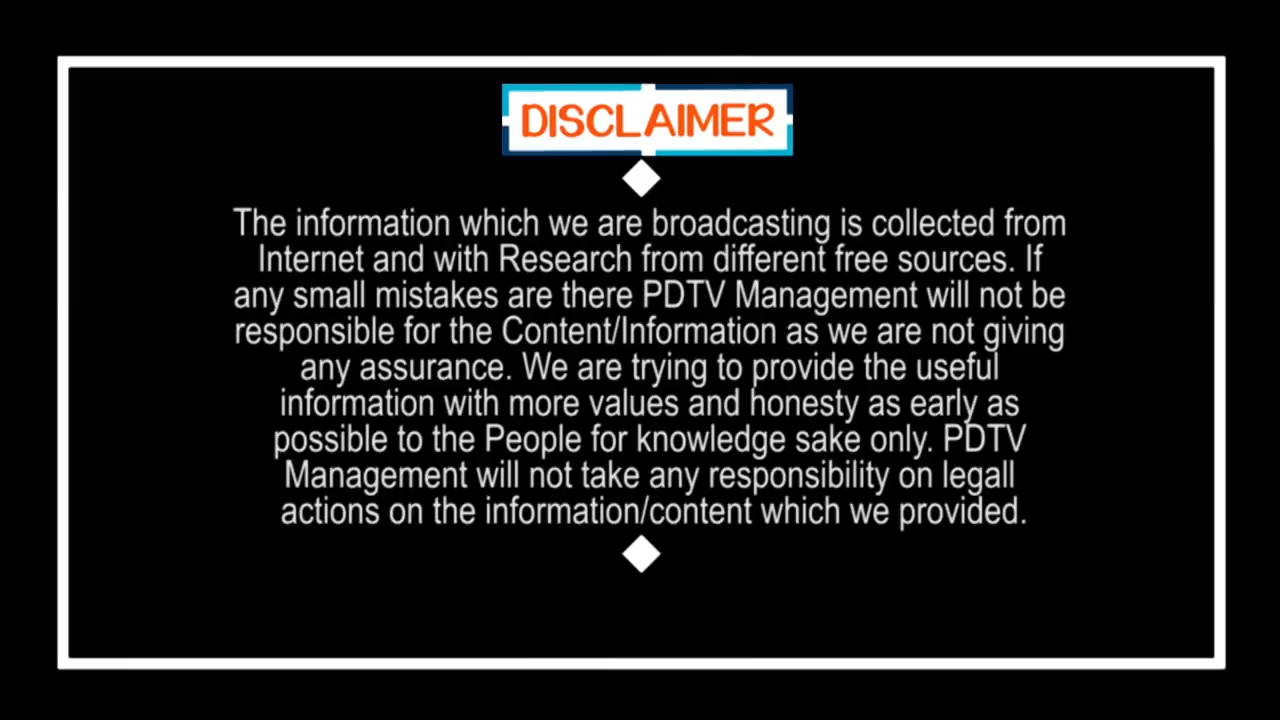 DISCLAIMER
The information which we are broadcasting is collected from
Internet and with Research from different free sources. If
any small mistakes are there PDTV Management will not be
responsible for the Content/Information as we are not giving
any assurance. We are trying to provide the useful
information with more values and honesty as early as
possible to the People for knowledge sake only. PDTV
Management will not take any responsibility on legall
actions on the information/content which we provided.